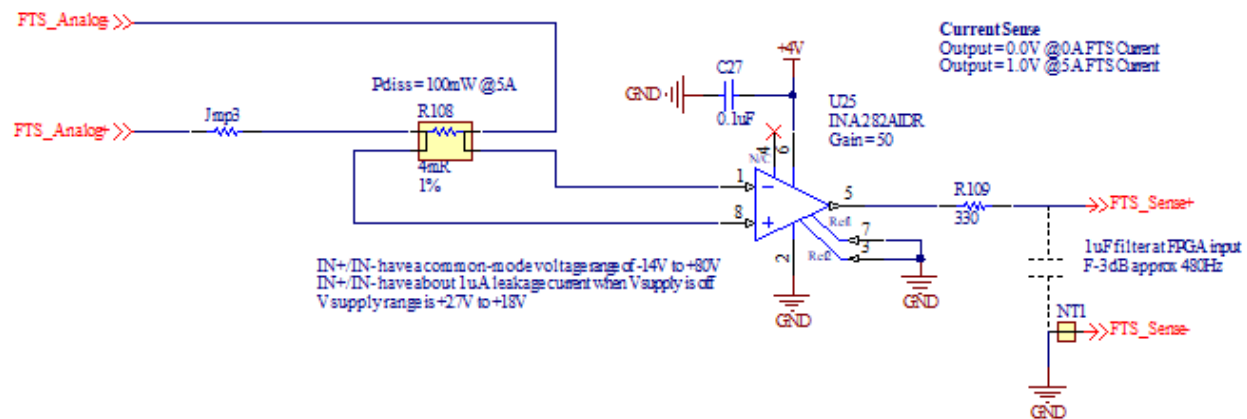 FTS_Analog-
FTS_Analog+
Jmp3
Pdiss = 100mW @5A
R108
4mR
1%
GND
C27
0.1uF
+4V
U25
INA282AIDR
Gain = 50
Current Sense
Output = 0.0V @0A FTS Current
Output = 1.0V @5A FTS Current
N/C
4
6
1
8
5
2
Ref1
7
Ref2
3
GND
GND
R109
330
FTS_Sense+
1uF filter at FPGA input
F-3dB approx 480Hz
NT1
FTS_Sense-
GND
IN+/IN- have a common-mode voltage range of -14V to +80V
IN+/IN- have about 1uA leakage current when Vsupply is off
V supply range is +27V to +18V